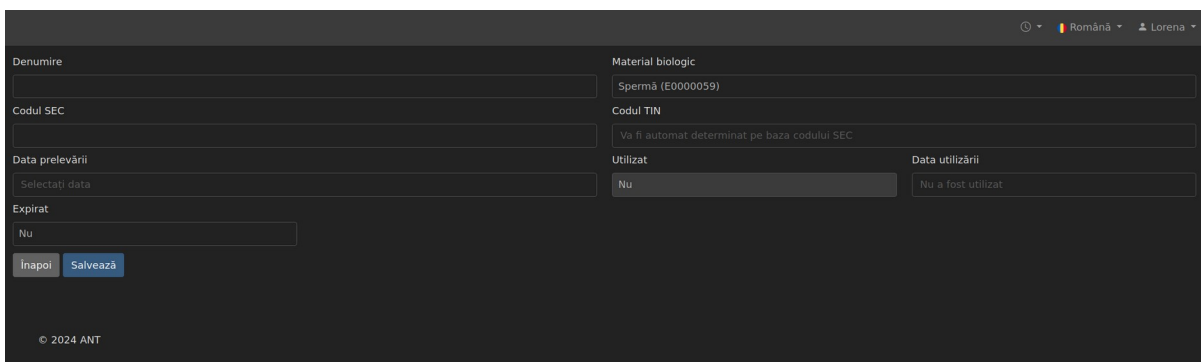 Română Lorena
Denumire Material biologic
Spermă (E0000059)
Codul SEC Codul TIN
Va fi automat determinat pe baza codului SEC
Data prelevării Utilizat Data utilizării
Selectați data Nu Nu a fost utilizat
Expirat
Nu
Înapoi Salvează
© 2024 ANT